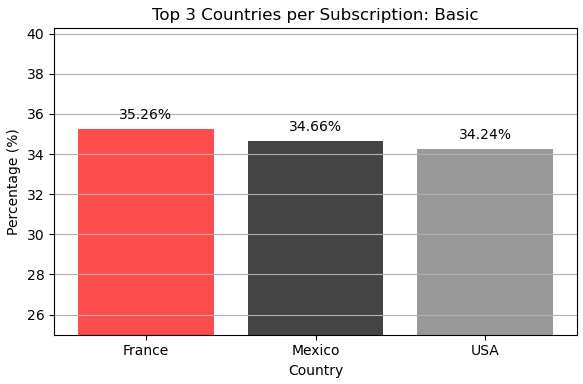 Top 3 Countries per Subscription: Basic
40
38
36
34
32
30
28
26
Percentage (%)
35.26%
34.66%
34.24%
France
Mexico
USA
Country